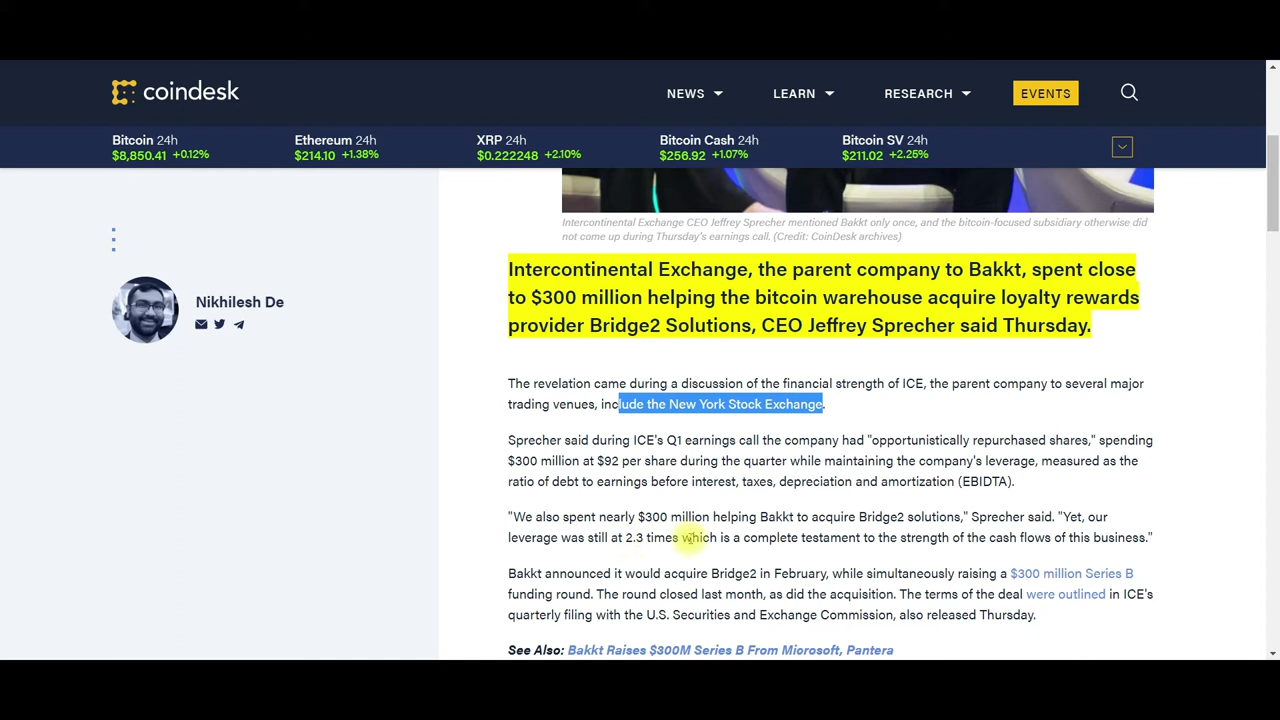 coindesk
NEWS
LEARN
RESEARCH
EVENTS
Bitcoin 24h
$8,850.41 +0.12%
Ethereum 24h
$214.10 +1.38%
XRP 24h
$0.222248 +2.10%
Bitcoin Cash 24h
$256.92 +1.07%
Bitcoin SV 24h
$211.02 +2.25%
Intercontinental Exchange CEO Jeffrey Sprecher mentioned Bakkt only once, and the bitcoin-focused subsidiary otherwise did
not come up during Thursday's earnings call. (Credit: CoinDesk archives)
Nikhilesh De
Intercontinental Exchange, the parent company to Bakkt, spent close
to $300 million helping the bitcoin warehouse acquire loyalty rewards
provider Bridge2 Solutions, CEO Jeffrey Sprecher said Thursday.
The revelation came during a discussion of the financial strength of ICE, the parent company to several major
trading venues, include the New York Stock Exchange.
Sprecher said during ICE's Q1 earnings call the company had "opportunistically repurchased shares," spending
$300 million at $92 per share during the quarter while maintaining the company's leverage, measured as the
ratio of debt to earnings before interest, taxes, depreciation and amortization (EBIDTA).
"We also spent nearly $300 million helping Bakkt to acquire Bridge2 solutions," Sprecher said. "Yet, our
leverage was still at 2.3 times which is a complete testament to the strength of the cash flows of this business."
Bakkt announced it would acquire Bridge2 in February, while simultaneously raising a $300 million Series B
funding round. The round closed last month, as did the acquisition. The terms of the deal were outlined in ICE's
quarterly filing with the U.S. Securities and Exchange Commission, also released Thursday.
See Also: Bakkt Raises $300M Series B From Miorosoft, Pantera